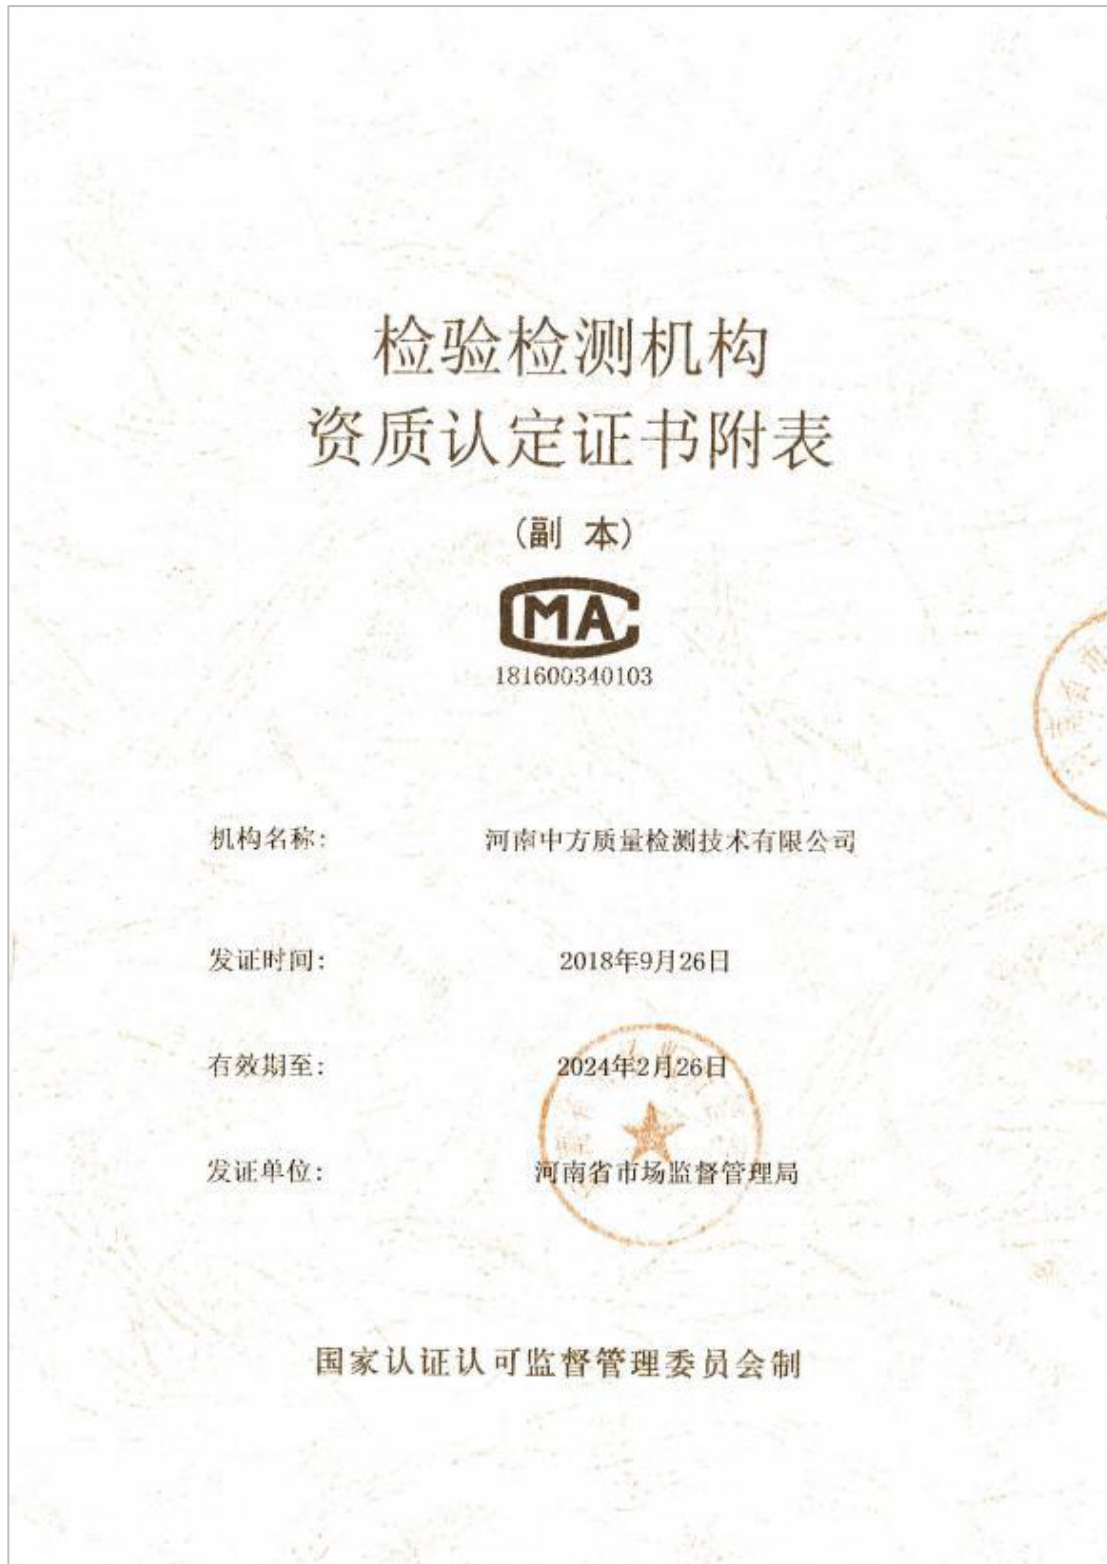 检验检测机构
资质认定证书附表
(副 本)
MA
181600340103
机构名称: 河南中方质量检测技术有限公司
发证时间: 2018年9月26日
有效期至: 2024年2月26日
发证单位: 河南省市场监督管理局
国家认证认可监督管理委员会制